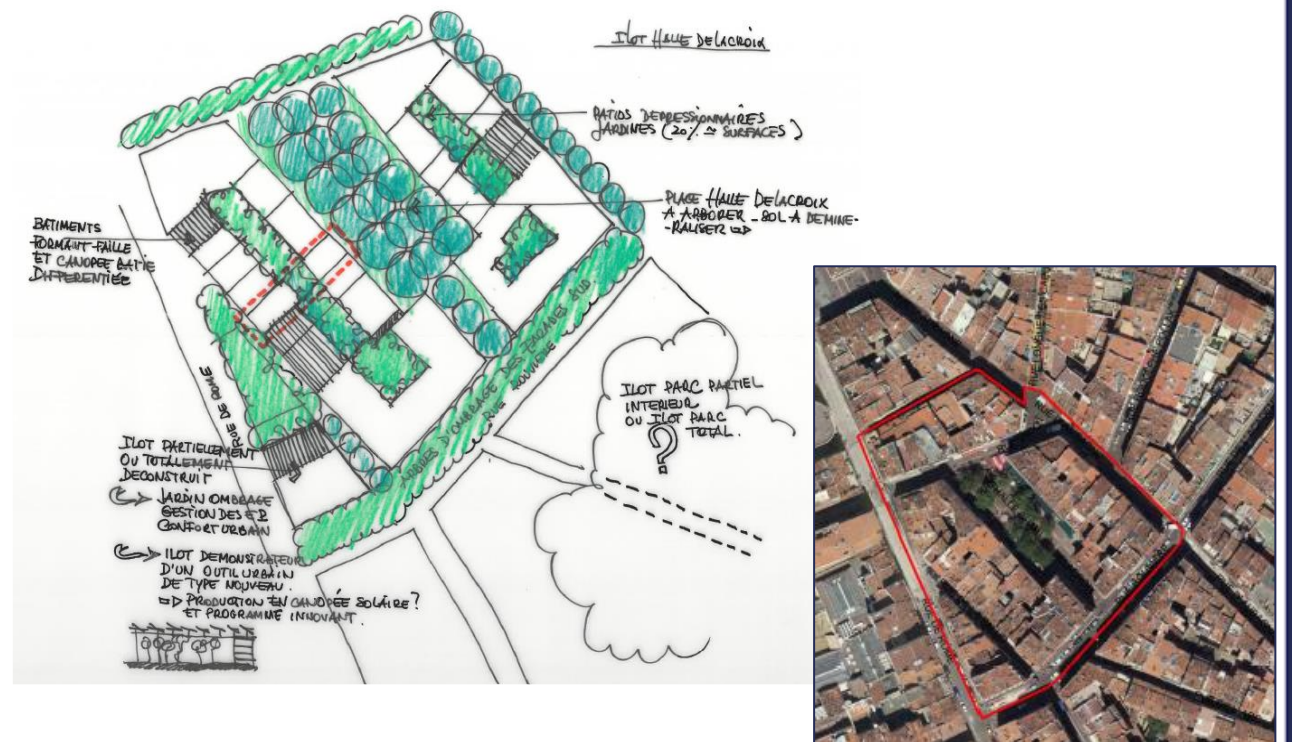 ILOT HALLE DELACROIX
PATIOS DEPRESSIONNAIRES
JARDINES (20% ≃ SURFACES)
PLACE HALLE DELACROIX
A ARBORER _ SOL A DEMINE-
-RALISER ⇨
BATIMENTS
FORMANT FAILLE
ET CANOPEE BATIE
DIFFERENTIÉE
RUE DE ROME
ARBRES D'OMBRAGE DES FAÇADES SUD.
RUE
ILOT PARC PARTIEL
INTERIEUR
OU ILOT PARC
TOTAL.
?
ILOT PARTIELLEMENT
OU TOTALEMENT
DECONSTRUIT
JARDIN OMBRAGE
GESTION DES EP
CONFORT URBAIN
ILOT DEMONSTRATEUR
D'UN OUTIL URBAIN
DE TYPE NOUVEAU.
⇨ PRODUCTION EN CANOPÉE SOLAIRE?
ET PROGRAMME INNOVANT.